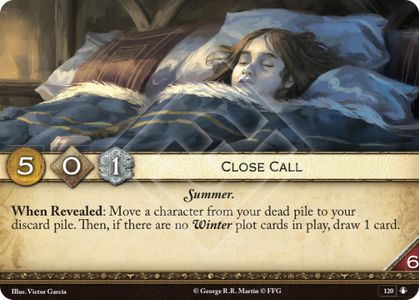 5 0 1 CLOSE CALL
Summer.
When Revealed: Move a character from your dead pile to your
discard pile. Then, if there are no Winter plot cards in play, draw 1 card.
6
Illus. Victor Garcia © George R.R. Martin © FFG 120